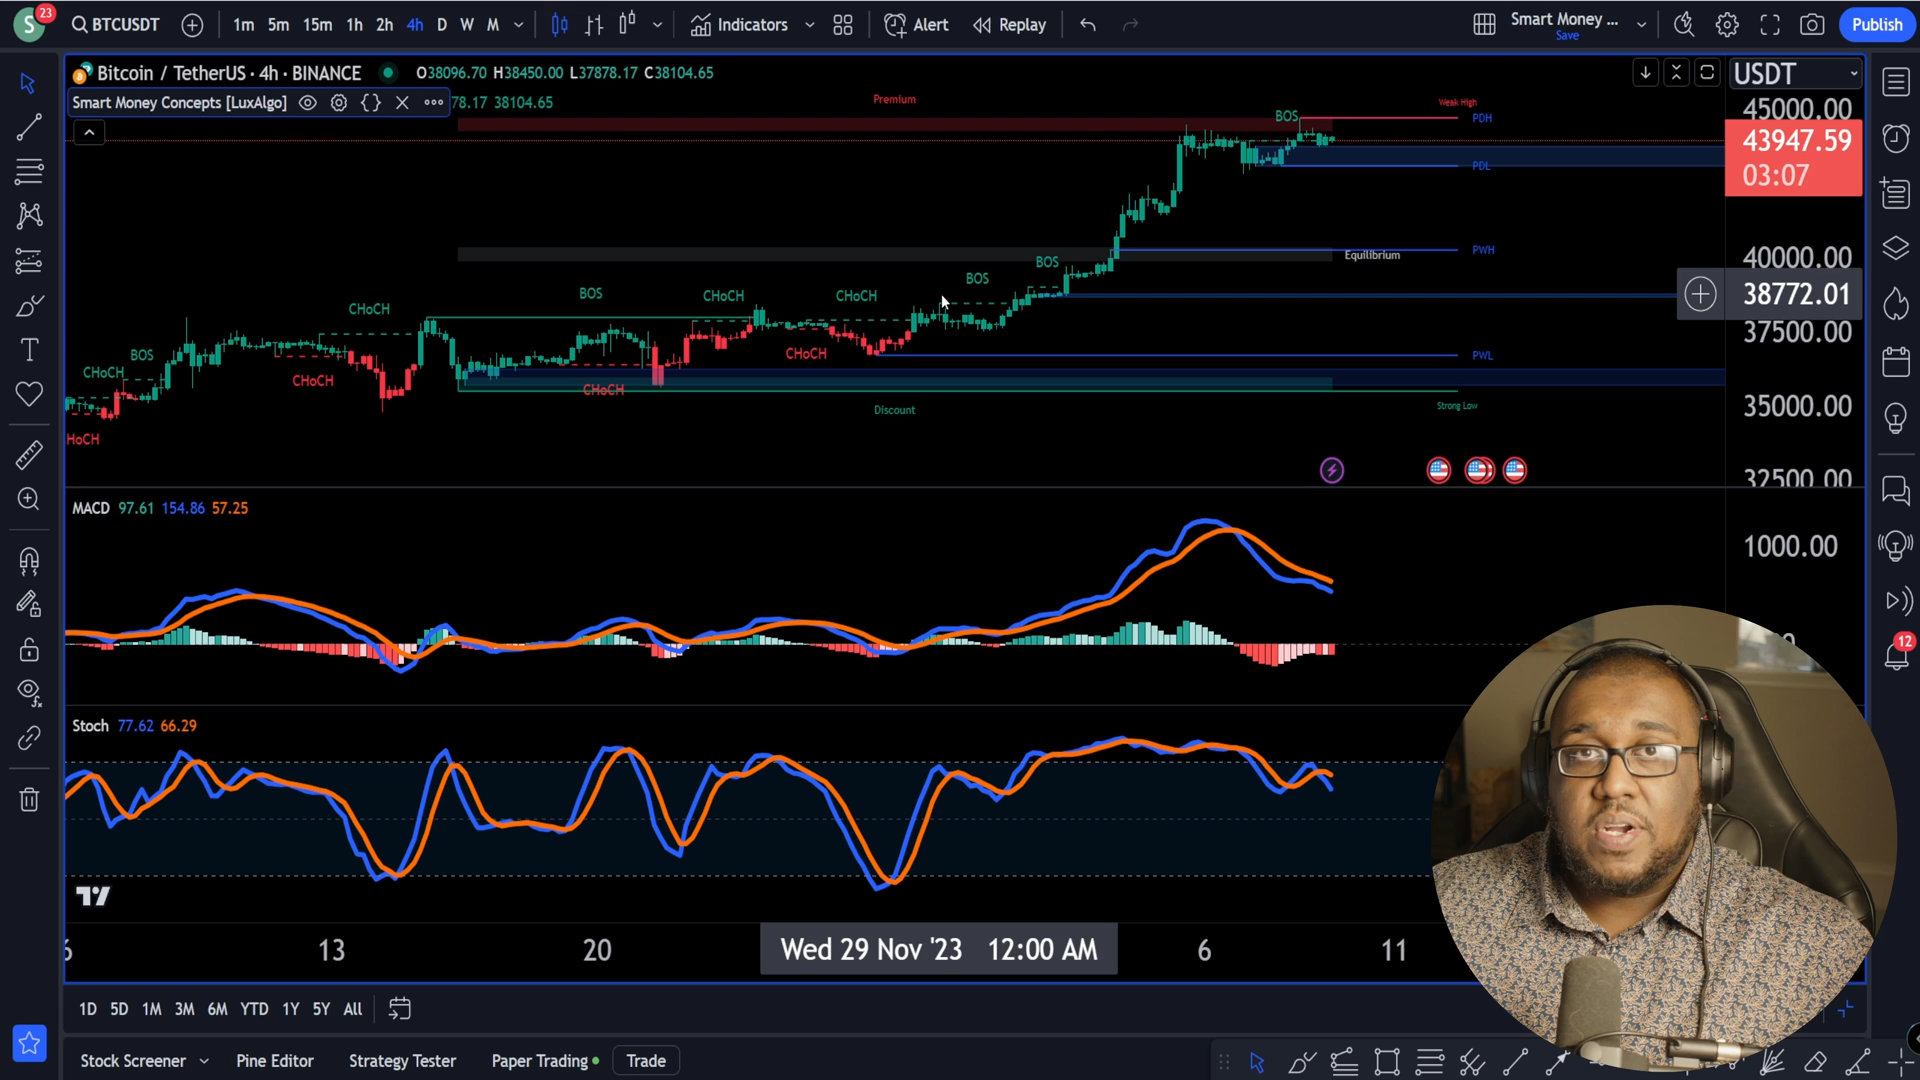 S 23 BTCUSDT 1m 5m 15m 1h 2h 4h D W M Indicators Alert Replay Smart Money ... Save Publish
Bitcoin / TetherUS · 4h · BINANCE O38096.70 H38450.00 L37878.17 C38104.65 USDT
Smart Money Concepts [LuxAlgo] 78.17 38104.65
Premium
Weak High
45000.00
BOS
PDH
43947.59
03:07
PDL
PWH
Equilibrium
40000.00
BOS
BOS
38772.01
BOS
CHoCH
CHoCH
CHoCH
37500.00
BOS
CHoCH
PWL
CHoCH
CHoCH
CHoCH
Discount
Strong Low
35000.00
HoCH
32500.00
MACD 97.61 154.86 57.25
1000.00
12
Stoch 77.62 66.29
13 20 Wed 29 Nov '23 12:00 AM 6 11
1D 5D 1M 3M 6M YTD 1Y 5Y All
Stock Screener Pine Editor Strategy Tester Paper Trading Trade